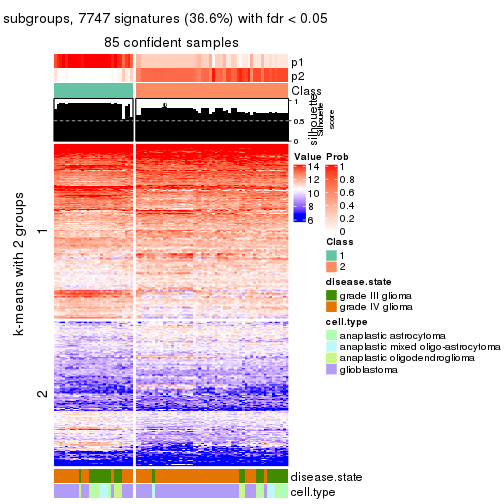 subgroups, 7747 signatures (36.6%) with fdr < 0.05
85 confident samples
p1
p2
Class
1
0.5
0
silhouette
Silhouette
score
k-means with 2 groups
1
2
Value
14
12
10
8
6
Prob
1
0.8
0.6
0.4
0.2
0
Class
1
2
disease.state
grade III glioma
grade IV glioma
cell.type
anaplastic astrocytoma
anaplastic mixed oligo-astrocytoma
anaplastic oligodendroglioma
glioblastoma
disease.state
cell.type